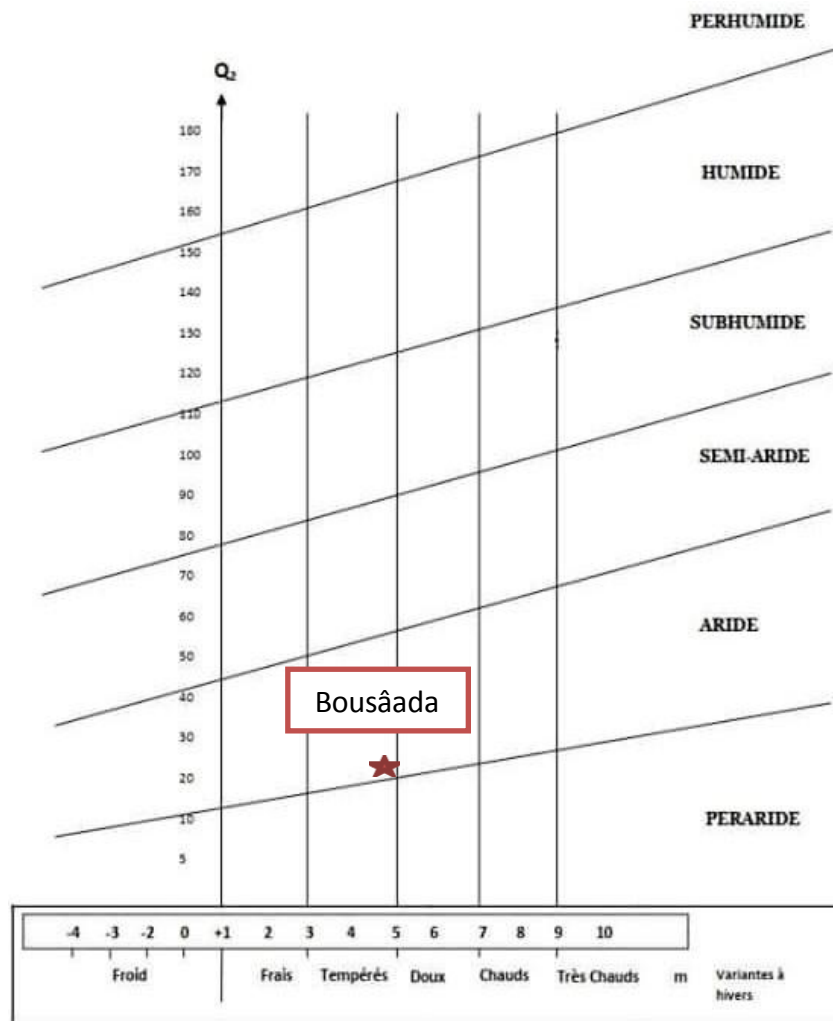 PERHUMIDE
Q₂
180
170
HUMIDE
160
150
140
130
SUBHUMIDE
120
110
100
SEMI-ARIDE
90
80
70
60
ARIDE
50
40
Bousâada
30
20
10
PERARIDE
5
-4 -3 -2 0 +1 2 3 4 5 6 7 8 9 10
Froid Frais Tempérés Doux Chauds Très Chauds m Variantes à
hivers